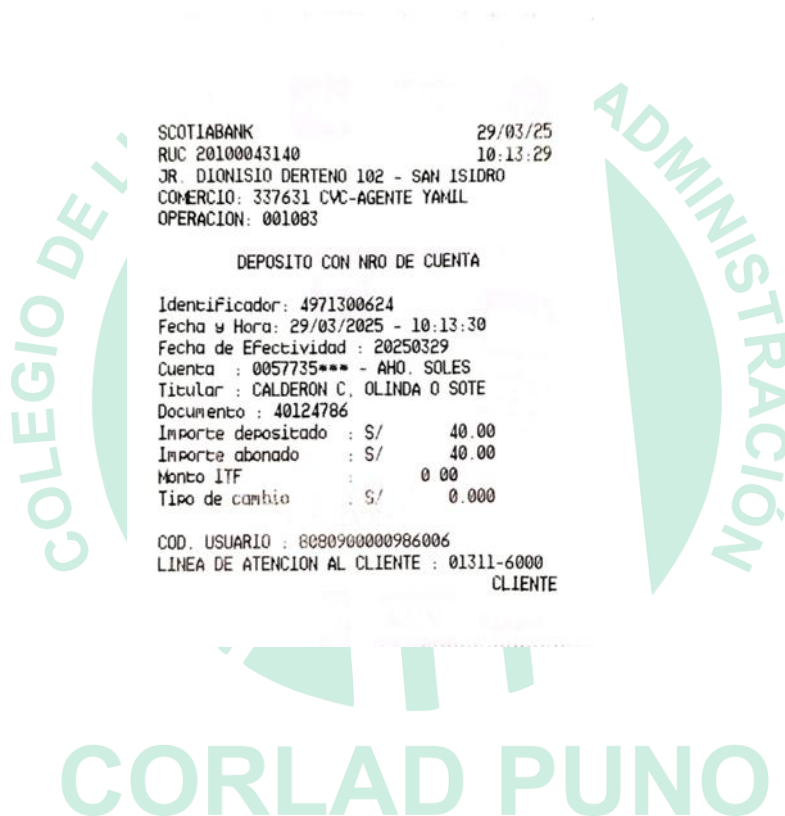 SCOTIABANK 29/03/25
RUC 20100043140 10:13:29
JR. DIONISIO DERTENO 102 - SAN ISIDRO
COMERCIO: 337631 CVC-AGENTE YAMIL
OPERACION: 001083
DEPOSITO CON NRO DE CUENTA
Identificador: 4971300624
Fecha y Hora: 29/03/2025 - 10:13:30
Fecha de Efectividad : 20250329
Cuenta : 0057735*** - AHO. SOLES
Titular : CALDERON C, OLINDA O SOTE
Documento : 40124786
Importe depositado : S/ 40.00
Importe abonado : S/ 40.00
Monto ITF : 0 00
Tipo de cambio . S/ 0.000
COD. USUARIO : 8080900000986006
LINEA DE ATENCION AL CLIENTE : 01311-6000
CLIENTE
COLEGIO DE
ADMINISTRACIÓN
CORLAD PUNO